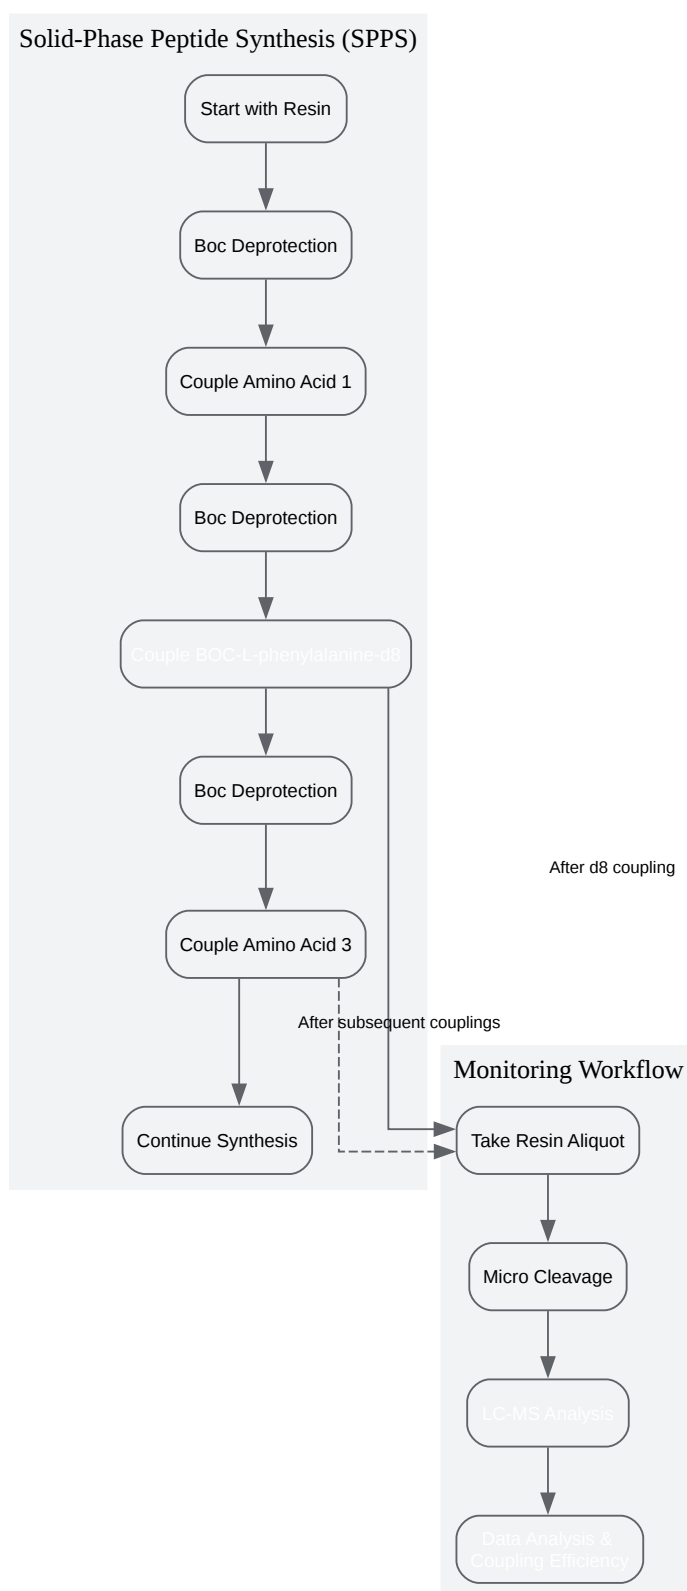 Solid-Phase Peptide Synthesis (SPPS)
Start with Resin
Boc Deprotection
Couple Amino Acid 1
Boc Deprotection
Couple BOC-L-phenylalanine-d8
Boc Deprotection
After d8 coupling
Couple Amino Acid 3
After subsequent couplings
Continue Synthesis
Monitoring Workflow
Take Resin Aliquot
Micro Cleavage
LC-MS Analysis
Data Analysis &
Coupling Efficiency